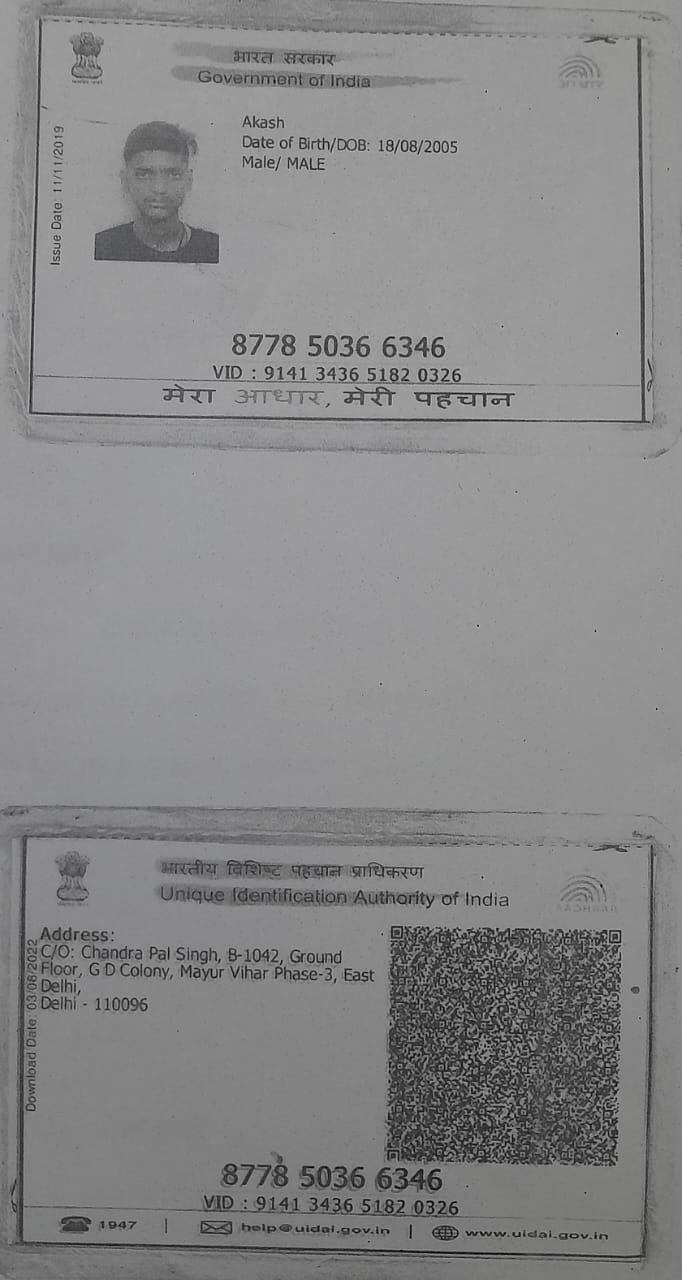 भारत सरकार
Government of India
Issue Date: 11/11/2019
Akash
Date of Birth/DOB: 18/08/2005
Male/ MALE
8778 5036 6346
VID : 9141 3436 5182 0326
मेरा आधार, मेरी पहचान
भारतीय विशिष्ट पहचान प्राधिकरण
Unique Identification Authority of India
AADHAAR
Download Date: 03/08/2022
Address:
C/O: Chandra Pal Singh, B-1042, Ground
Floor, G D Colony, Mayur Vihar Phase-3, East
Delhi,
Delhi - 110096
8778 5036 6346
VID : 9141 3436 5182 0326
1947 | help@uidai.gov.in | www.uidai.gov.in